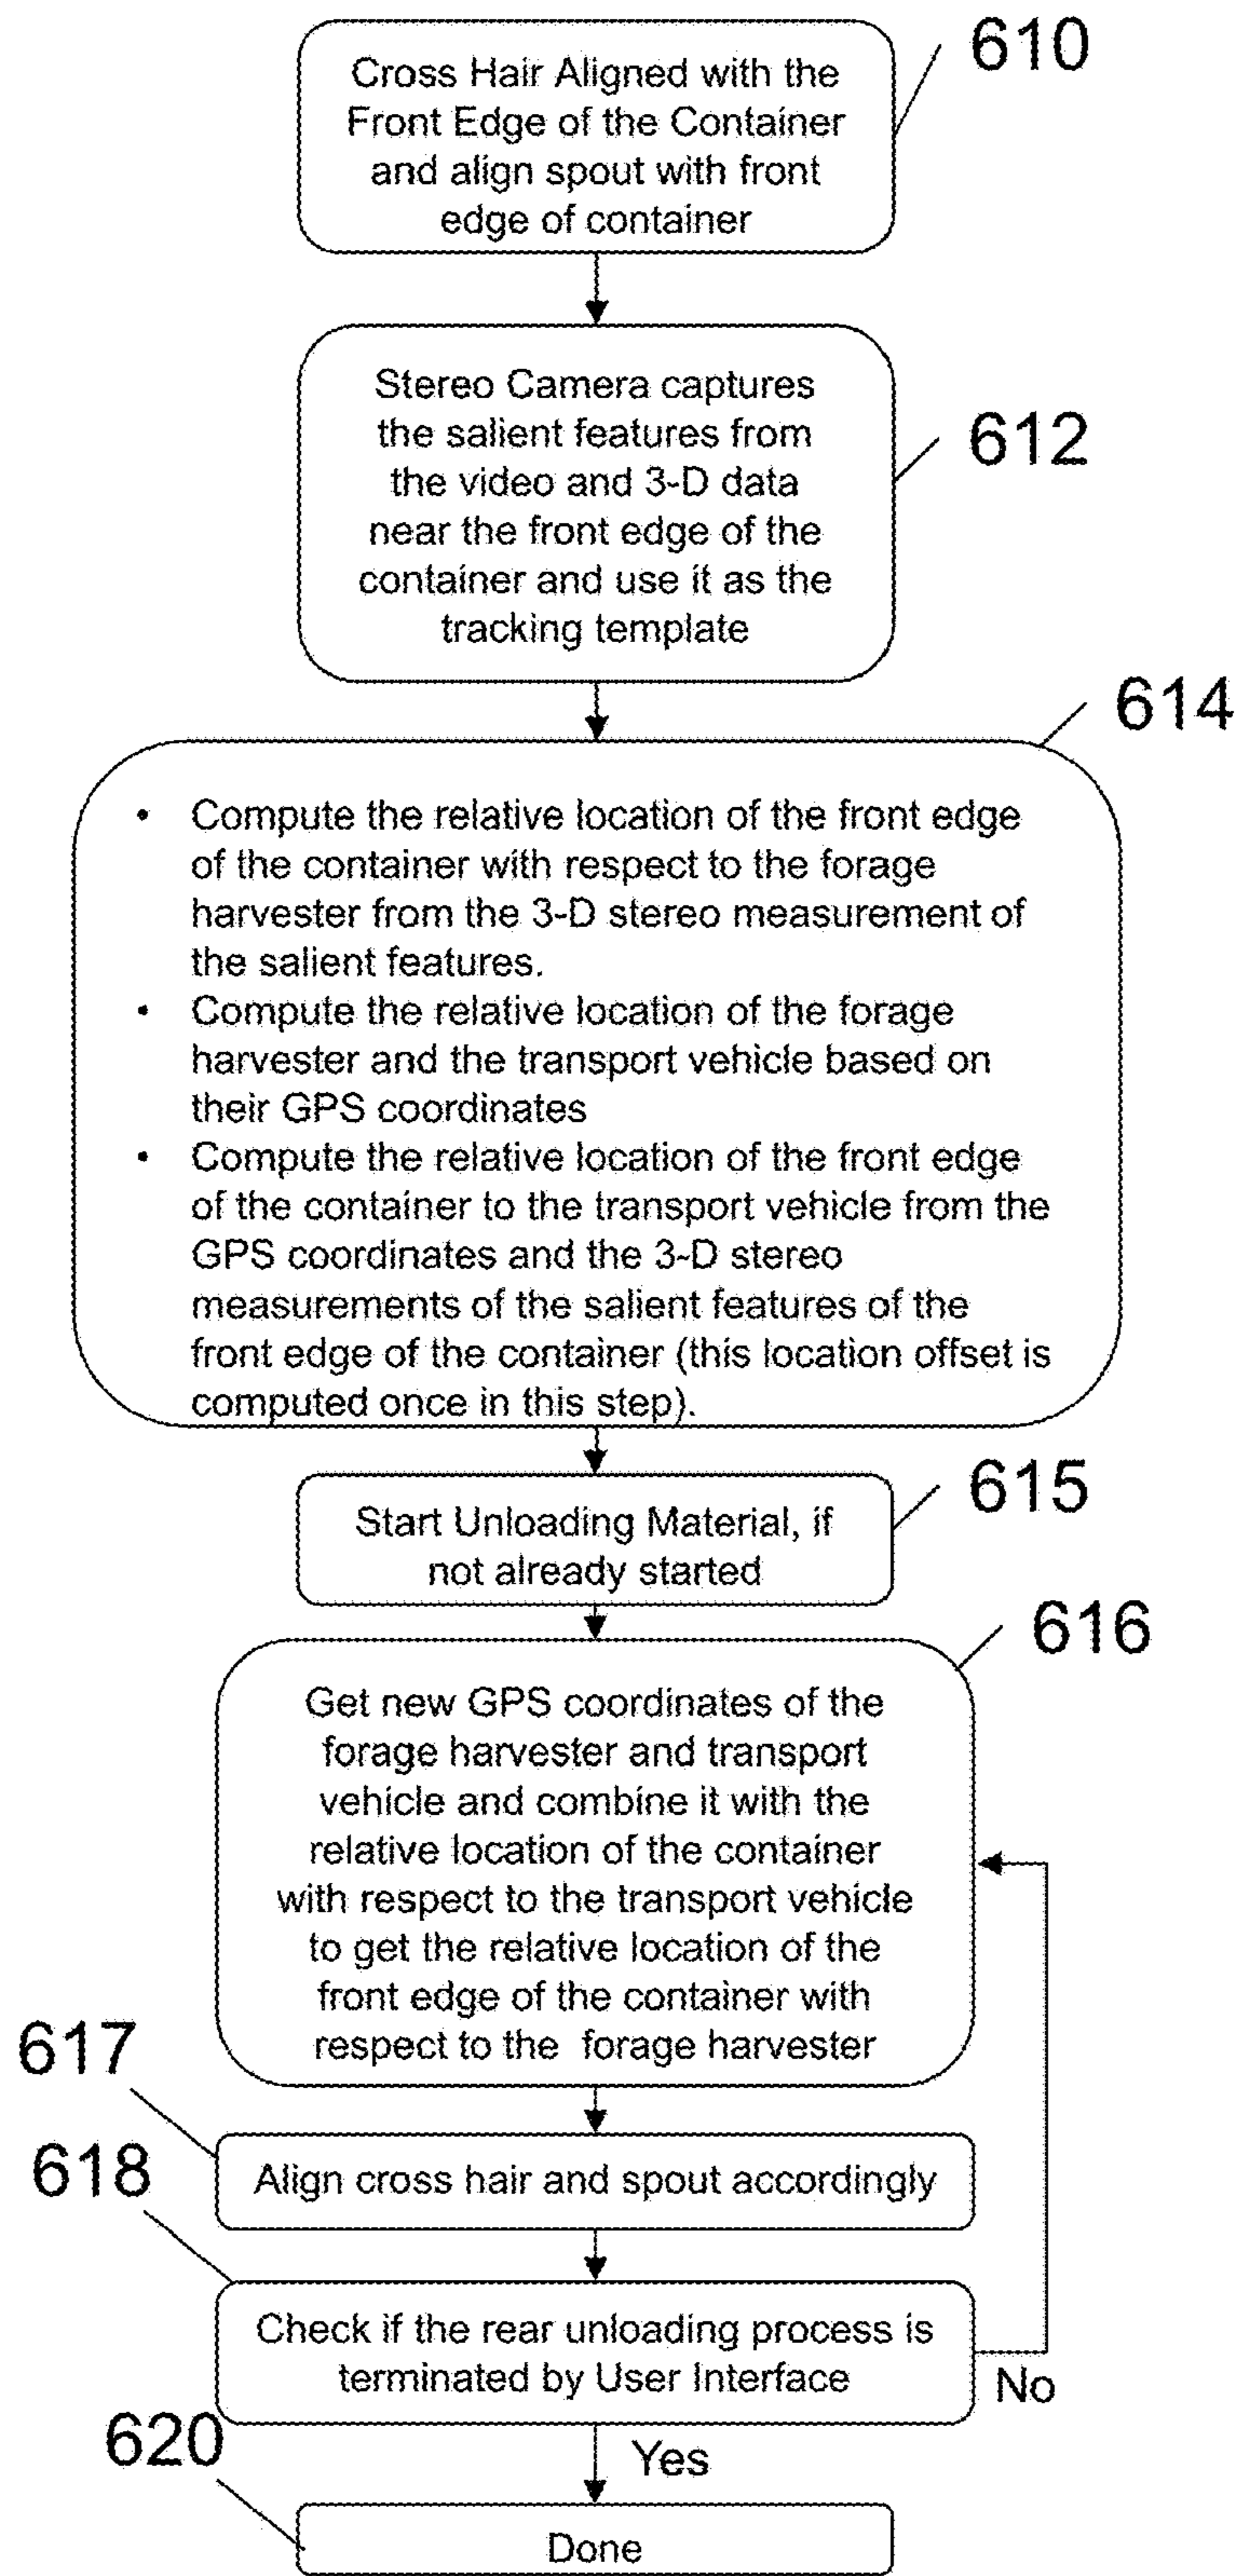 610
Cross Hair Aligned with the
Front Edge of the Container
and align spout with front
edge of container
612
Stereo Camera captures
the salient features from
the video and 3-D data
near the front edge of the
container and use it as the
tracking template
614
• Compute the relative location of the front edge
of the container with respect to the forage
harvester from the 3-D stereo measurement of
the salient features.
• Compute the relative location of the forage
harvester and the transport vehicle based on
their GPS coordinates
• Compute the relative location of the front edge
of the container to the transport vehicle from the
GPS coordinates and the 3-D stereo
measurements of the salient features of the
front edge of the container (this location offset is
computed once in this step).
615
Start Unloading Material, if
not already started
616
Get new GPS coordinates of the
forage harvester and transport
vehicle and combine it with the
relative location of the container
with respect to the transport vehicle
to get the relative location of the
front edge of the container with
respect to the forage harvester
617
Align cross hair and spout accordingly
618
Check if the rear unloading process is
terminated by User Interface
No
Yes
620
Done